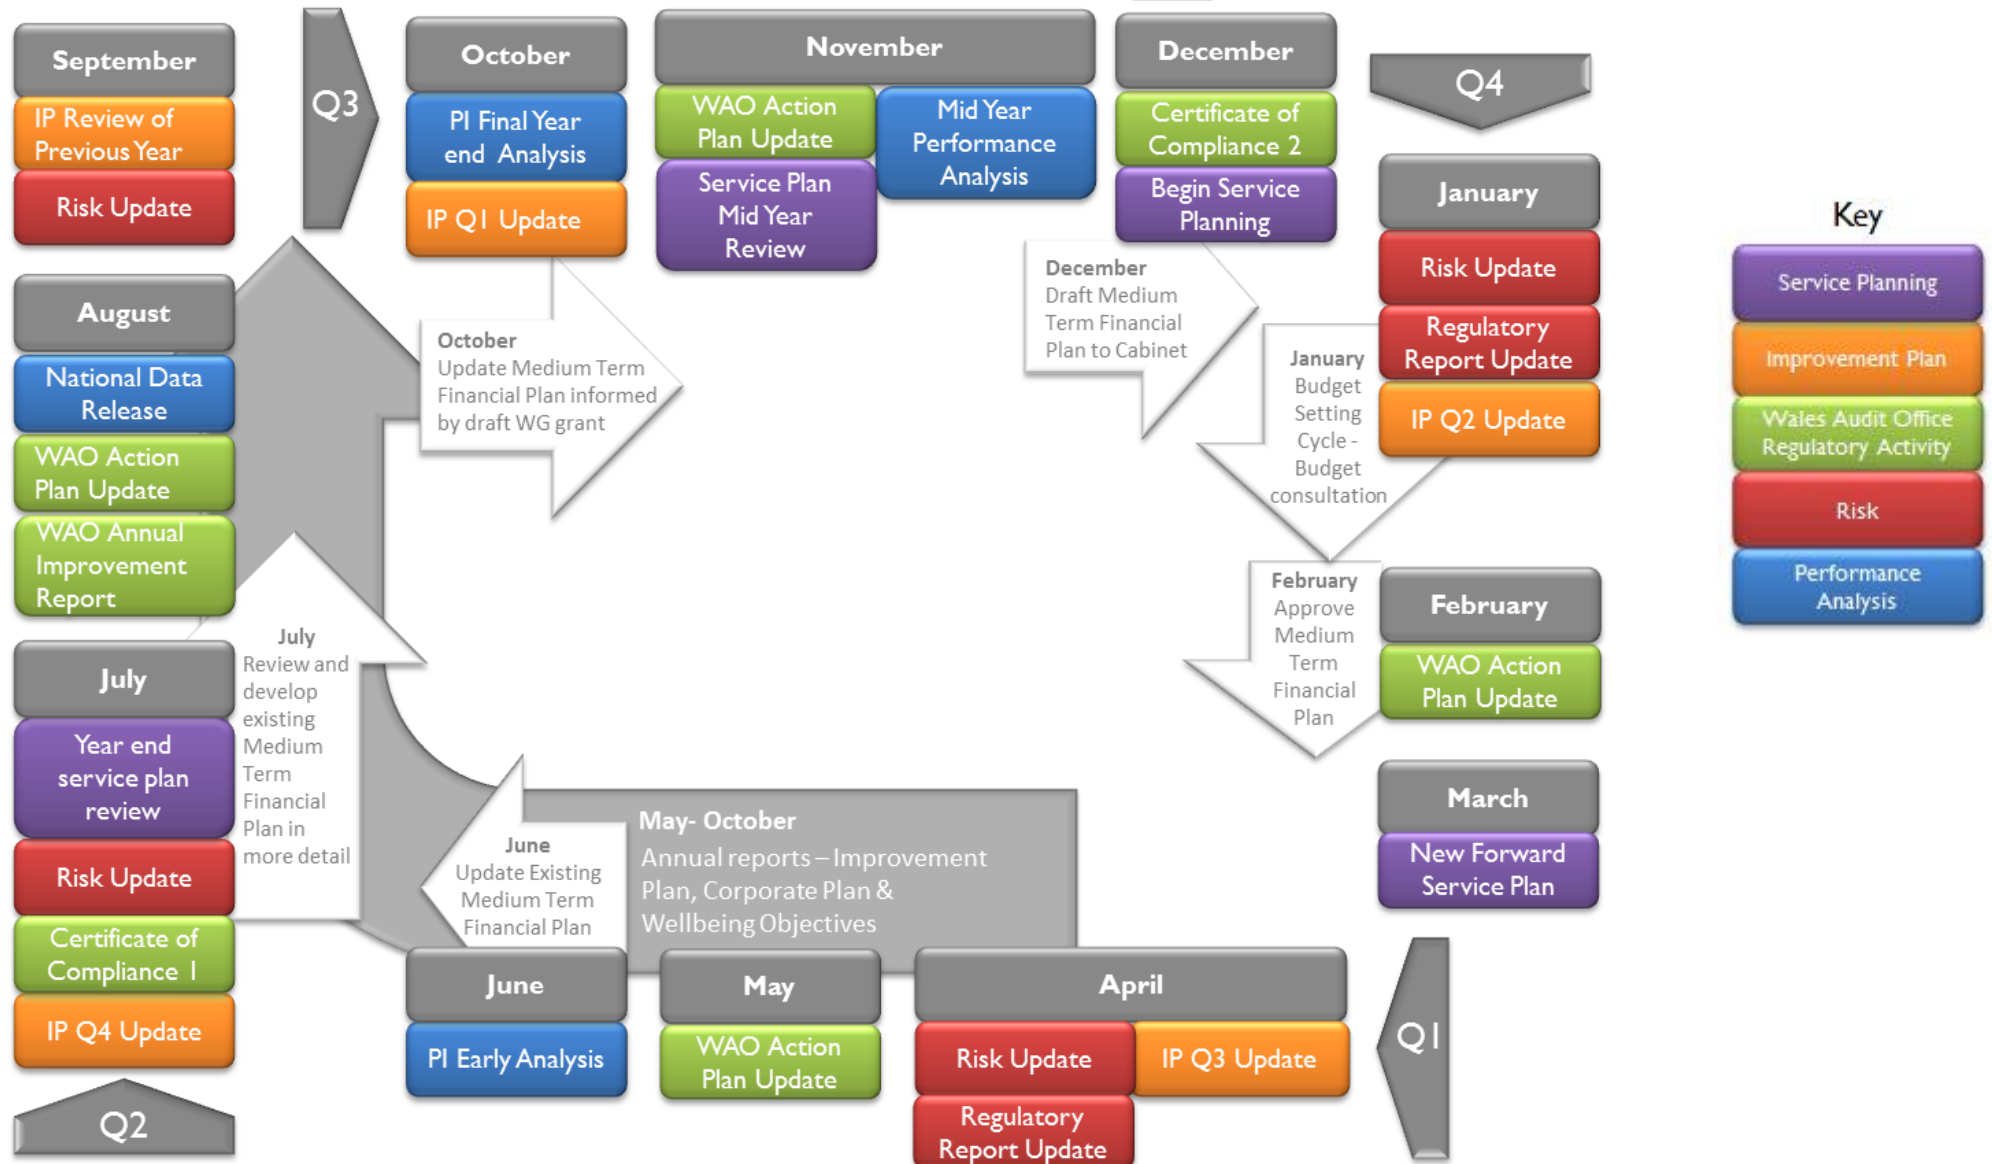 September
IP Review of
Previous Year
Risk Update
Q3
October
PI Final Year
end Analysis
IP Q1 Update
November
WAO Action
Plan Update
Service Plan
Mid Year
Review
Mid Year
Performance
Analysis
December
Certificate of
Compliance 2
Begin Service
Planning
Q4
January
Risk Update
Regulatory
Report Update
IP Q2 Update
Key
Service Planning
Improvement Plan
Wales Audit Office
Regulatory Activity
Risk
Performance
Analysis
August
National Data
Release
WAO Action
Plan Update
WAO Annual
Improvement
Report
October
Update Medium Term
Financial Plan informed
by draft WG grant
December
Draft Medium
Term Financial
Plan to Cabinet
January
Budget
Setting
Cycle -
Budget
consultation
February
Approve
Medium
Term
Financial
Plan
February
WAO Action
Plan Update
March
New Forward
Service Plan
July
Year end
service plan
review
Risk Update
Certificate of
Compliance 1
IP Q4 Update
Q2
July
Review and
develop
existing
Medium
Term
Financial
Plan in
more detail
June
Update Existing
Medium Term
Financial Plan
May- October
Annual reports – Improvement
Plan, Corporate Plan &
Wellbeing Objectives
June
PI Early Analysis
May
WAO Action
Plan Update
April
Risk Update
IP Q3 Update
Regulatory
Report Update
Q1